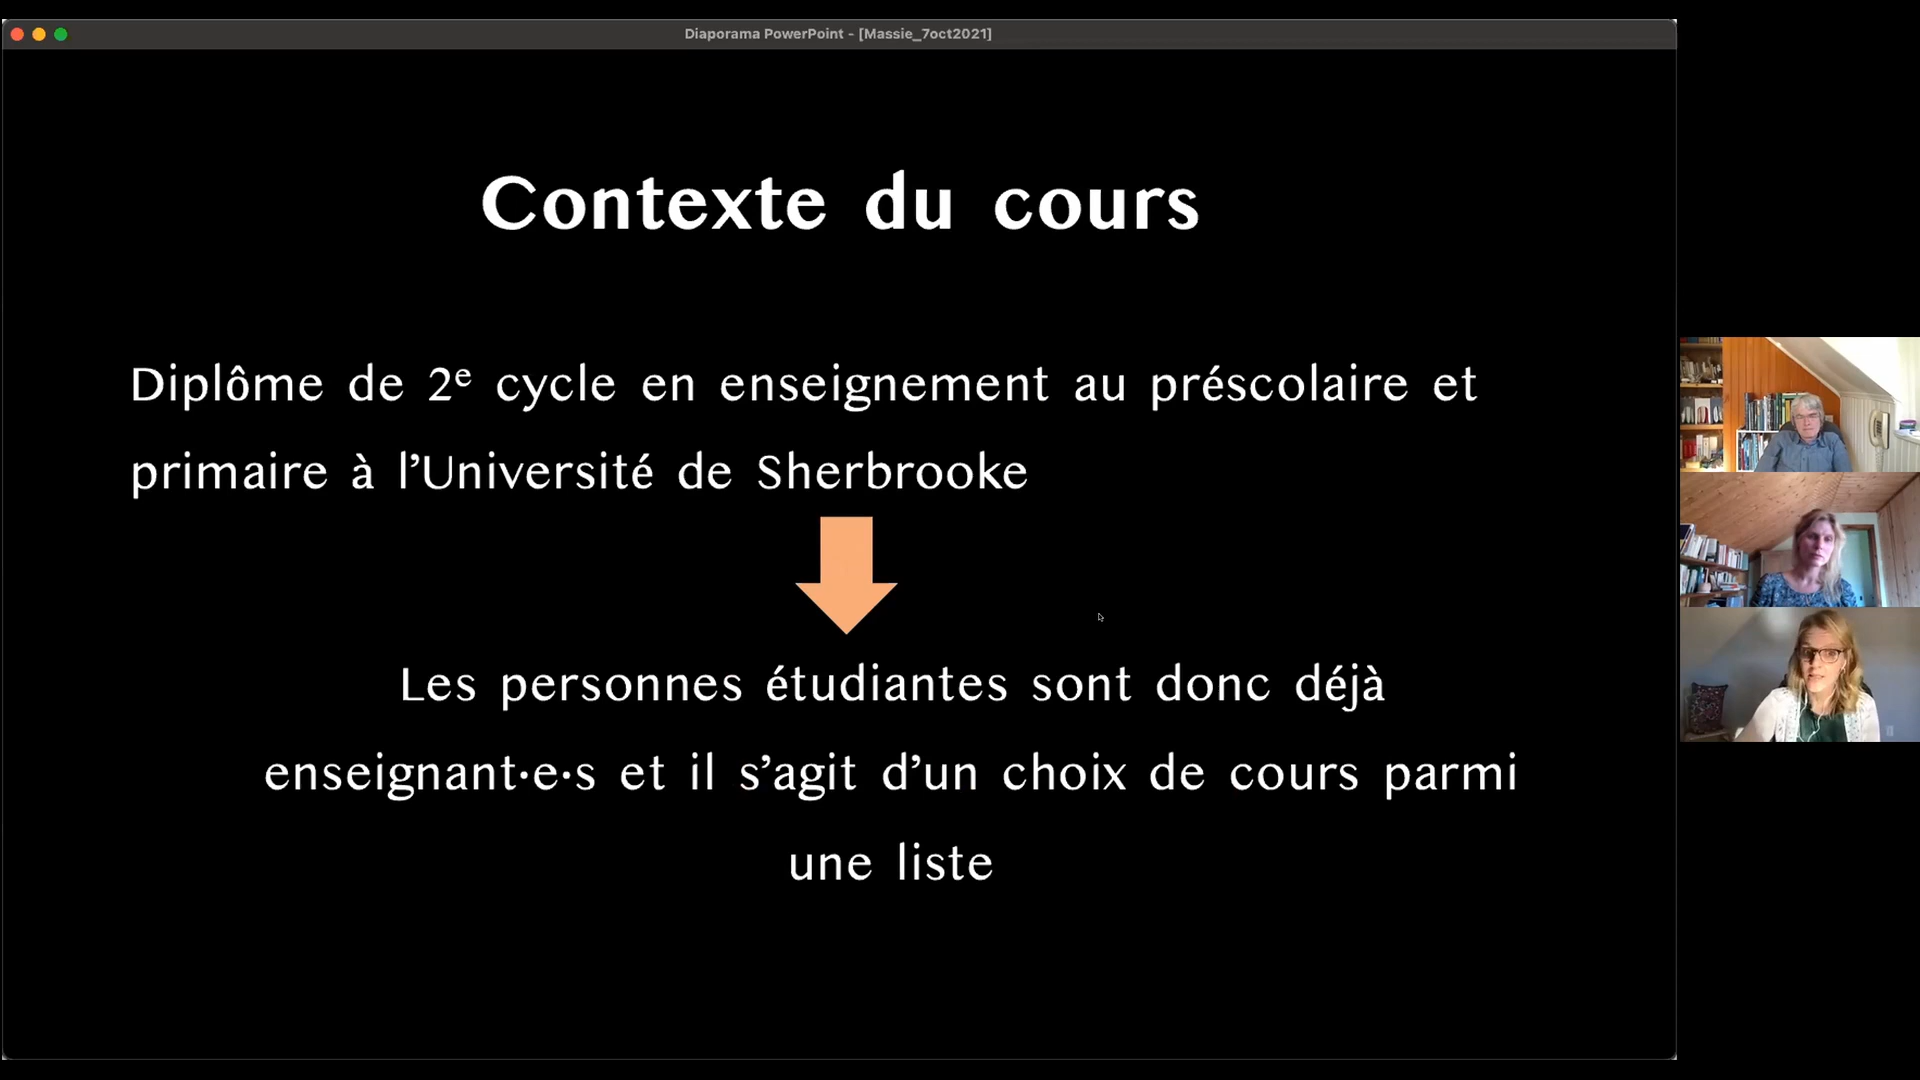 Diaporama PowerPoint - [Massie_7oct2021]
Contexte du cours
Diplôme de 2e cycle en enseignement au préscolaire et
primaire à l’Université de Sherbrooke
Les personnes étudiantes sont donc déjà
enseignant·e·s et il s’agit d’un choix de cours parmi
une liste